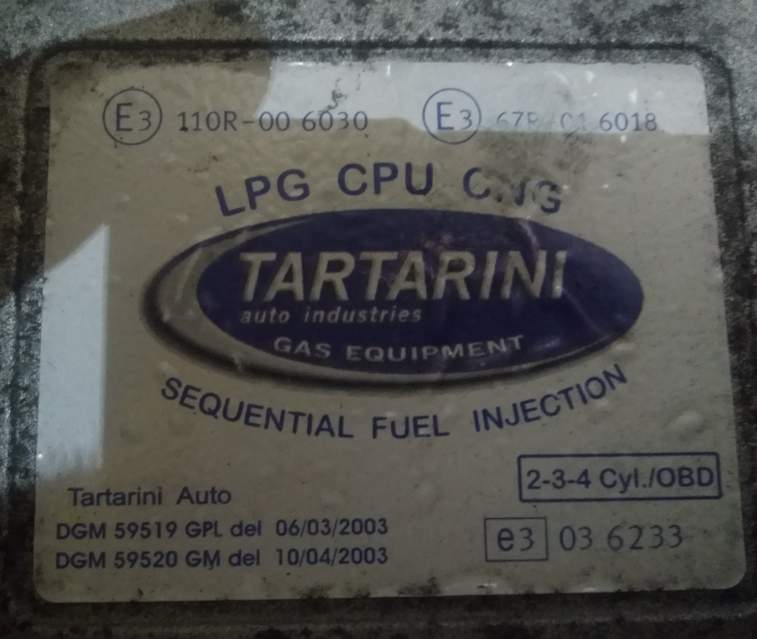 E3 110R-00 6030 E3 67R-01 6018
LPG CPU CNG
TARTARINI
auto industries
GAS EQUIPMENT
SEQUENTIAL FUEL INJECTION
2-3-4 Cyl./OBD
Tartarini Auto
DGM 59519 GPL del 06/03/2003
e3 03 6233
DGM 59520 GM del 10/04/2003